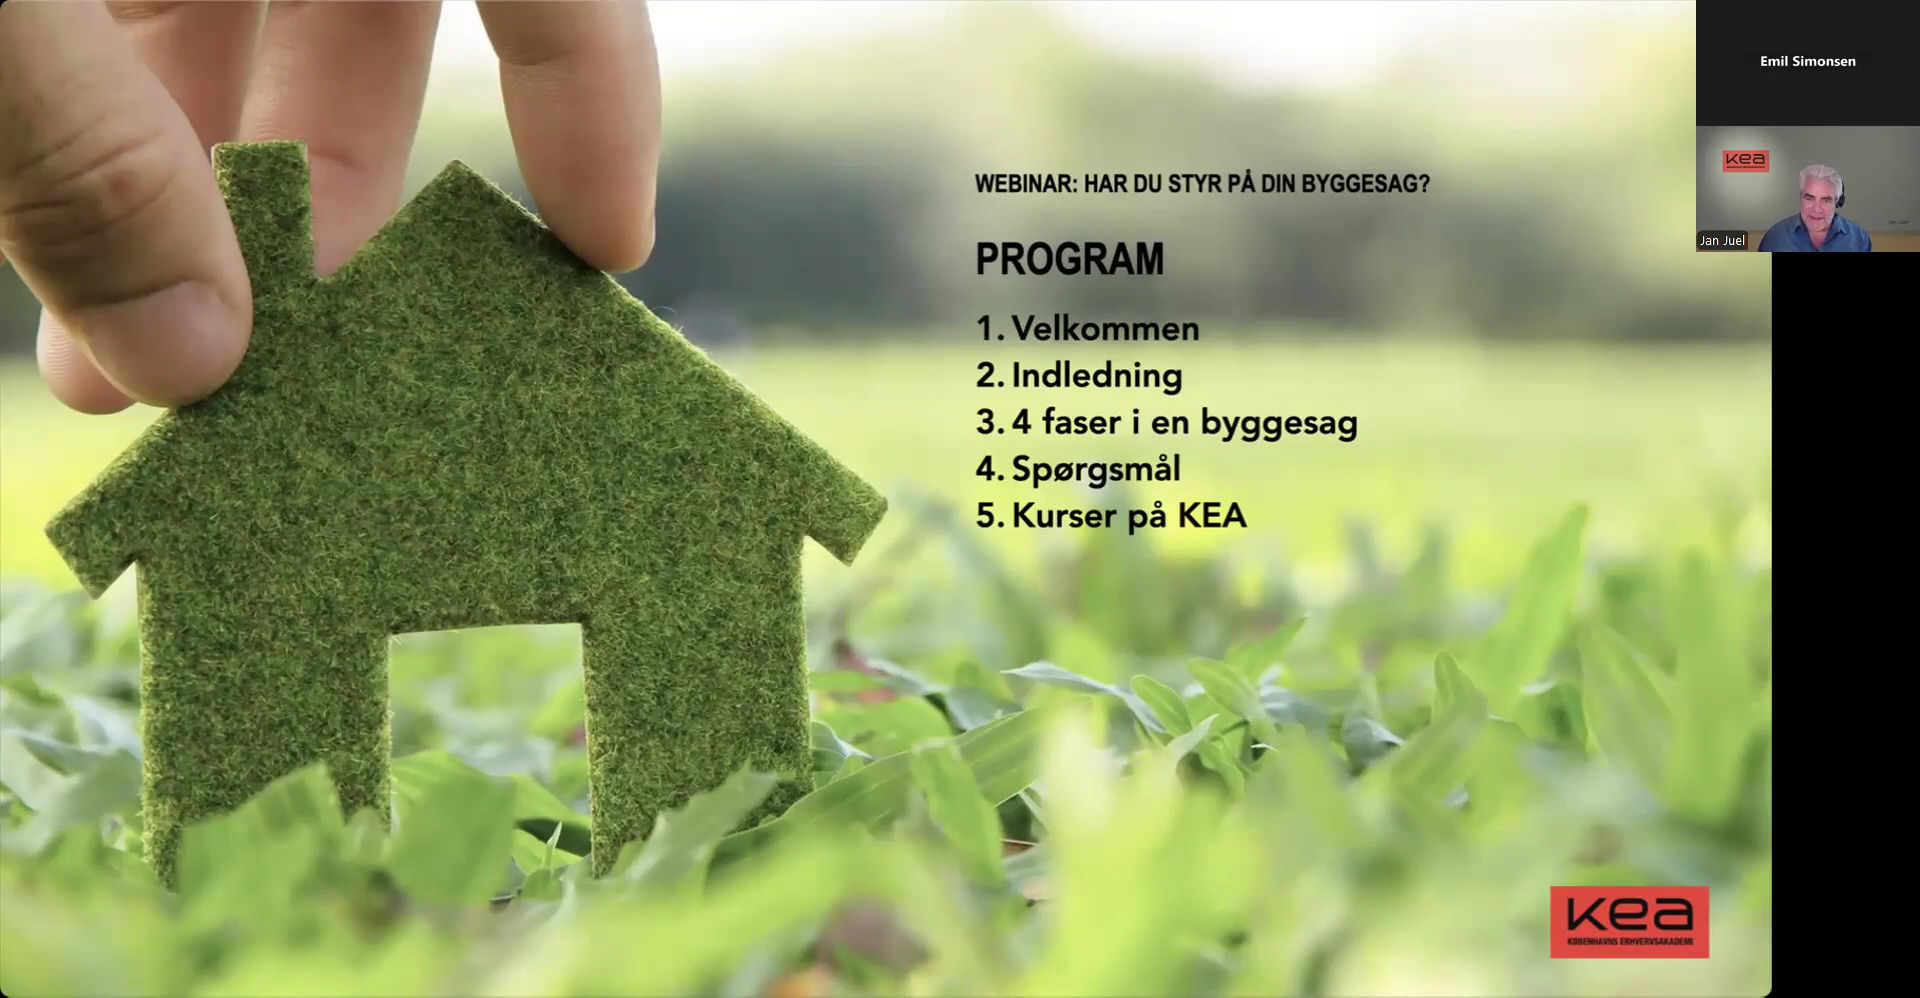 WEBINAR: HAR DU STYR PÅ DIN BYGGESAG?
PROGRAM
1. Velkommen
2. Indledning
3. 4 faser i en byggesag
4. Spørgsmål
5. Kurser på KEA
Emil Simonsen
kea
Jan Juel
kea
KØBENHAVNS ERHVERVSAKADEMI